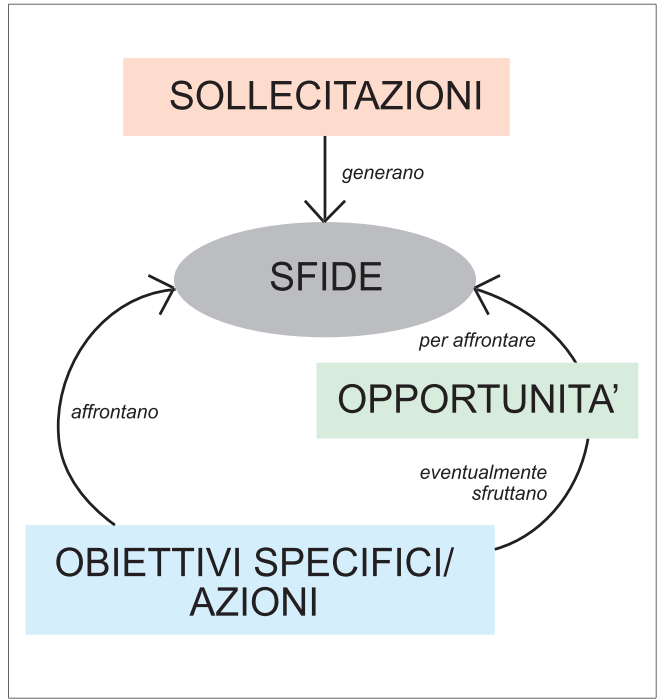 SOLLECITAZIONI
generano
SFIDE
per affrontare
OPPORTUNITA’
affrontano
eventualmente
sfruttano
OBIETTIVI SPECIFICI/
AZIONI